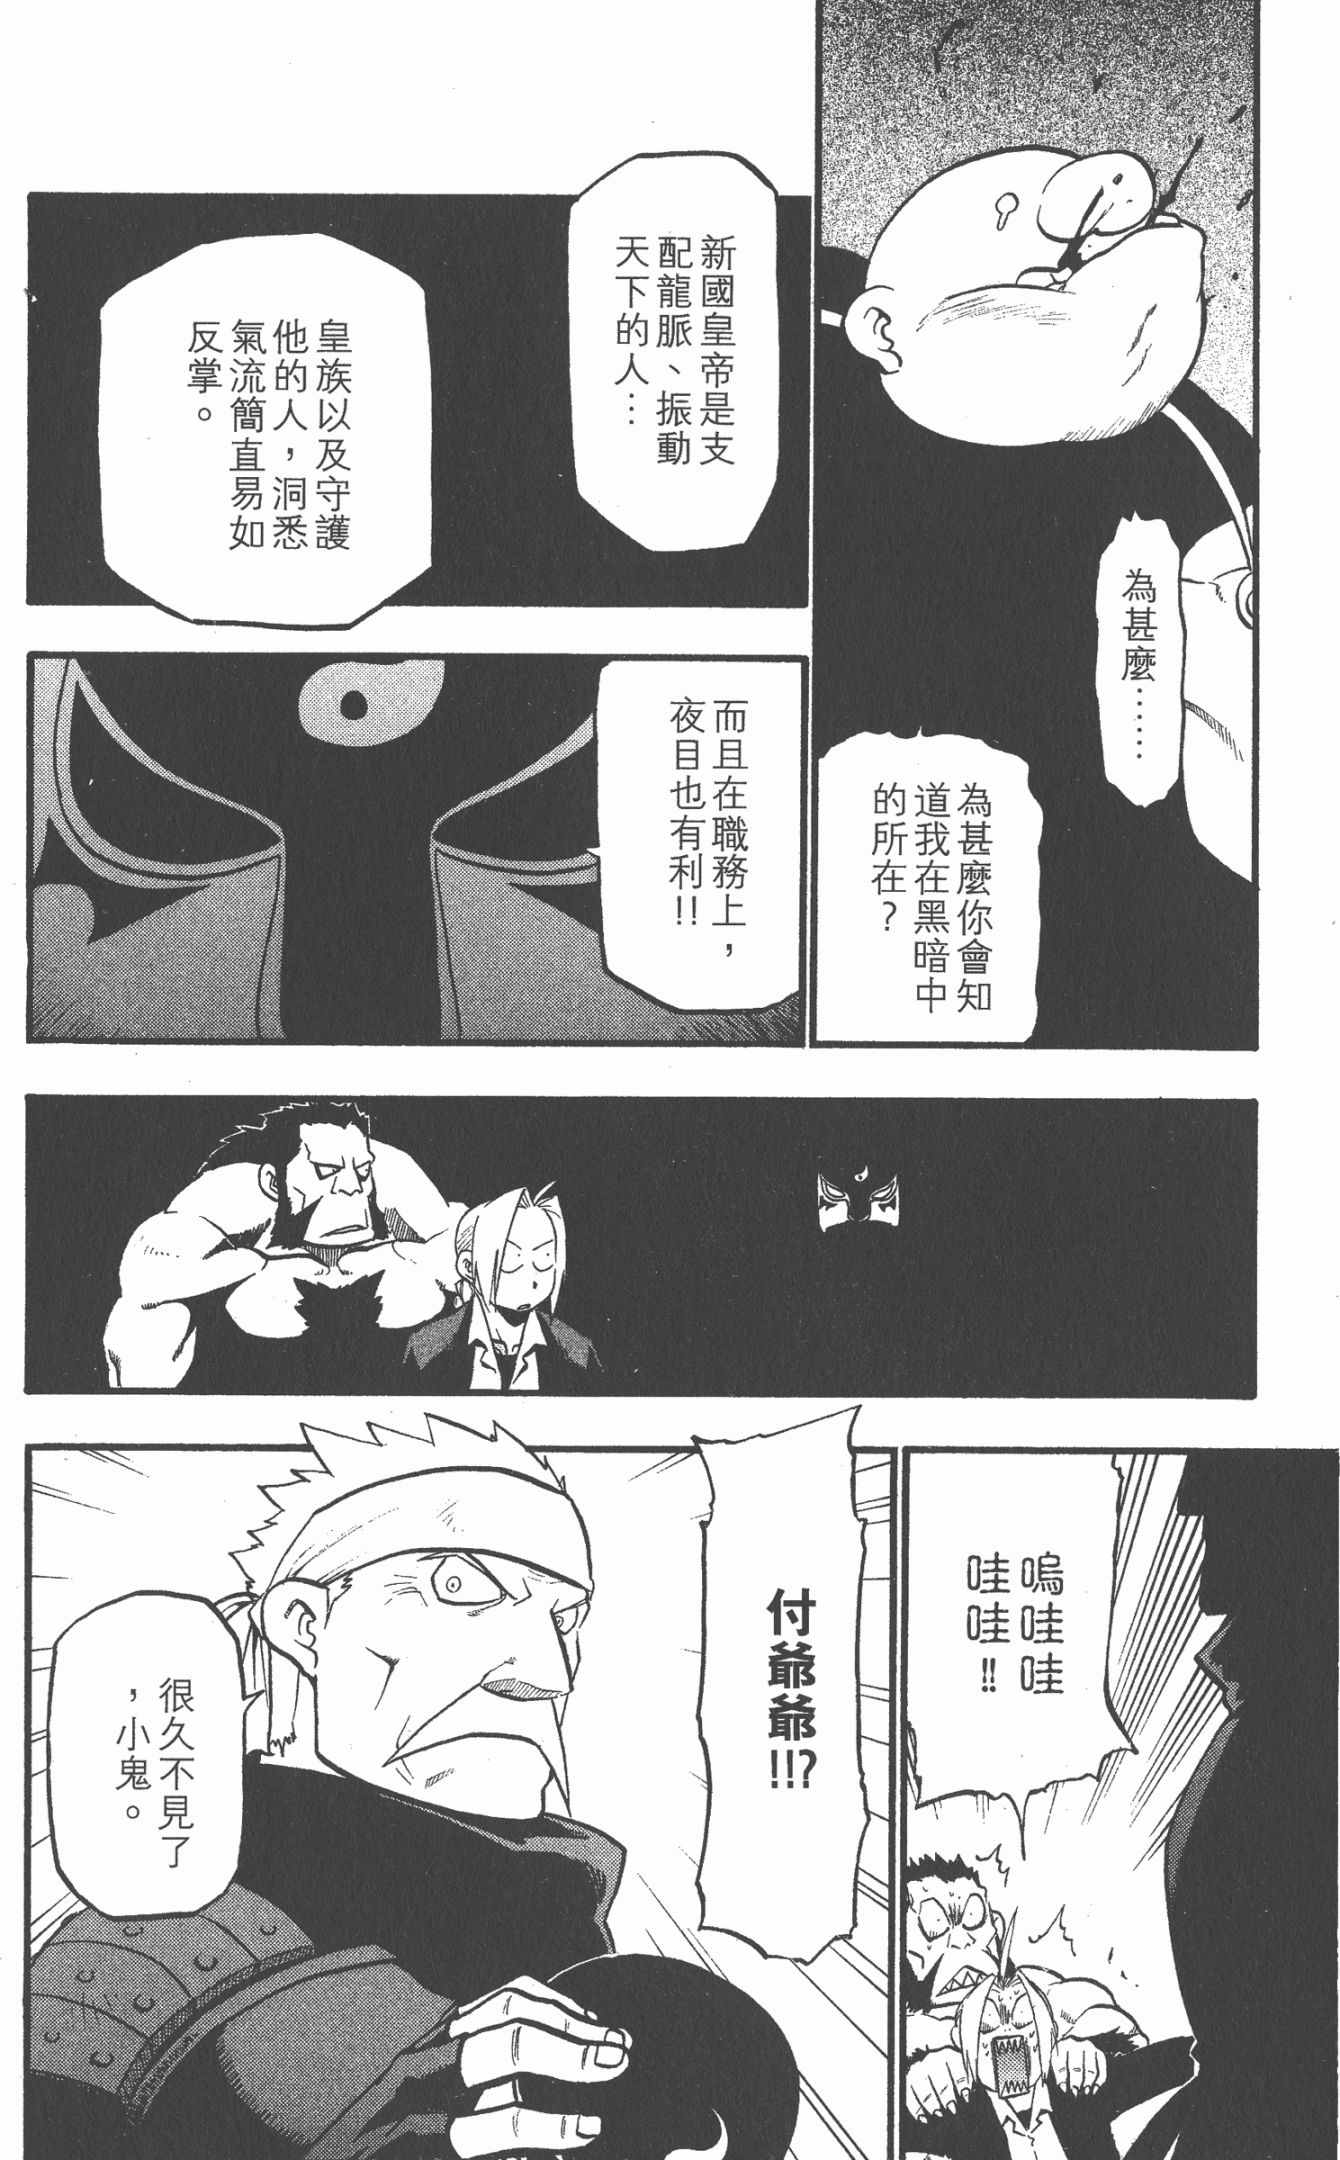 為甚麼……
為甚麼你會知
道我在黑暗中
的所在?
新國皇帝是支
配龍脈、振動
天下的人…
皇族以及守護
他的人，洞悉
氣流簡直易如
反掌。
而且在職務上，
夜目也有利!!
嗚哇哇
哇哇!!
付爺爺!!?
很久不見了
，小鬼。